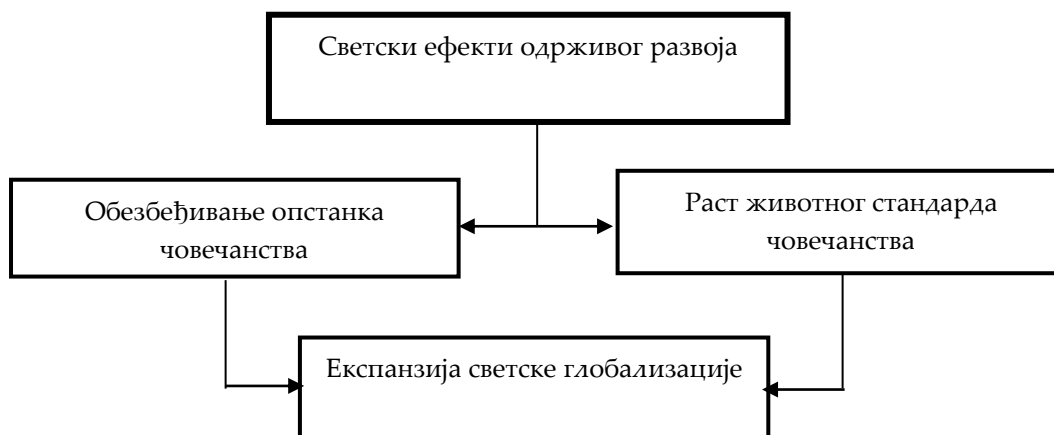 Светски ефекти одрживог развоја
Обезбеђивање опстанка
човечанства
Раст животног стандарда
човечанства
Експанзија светске глобализације